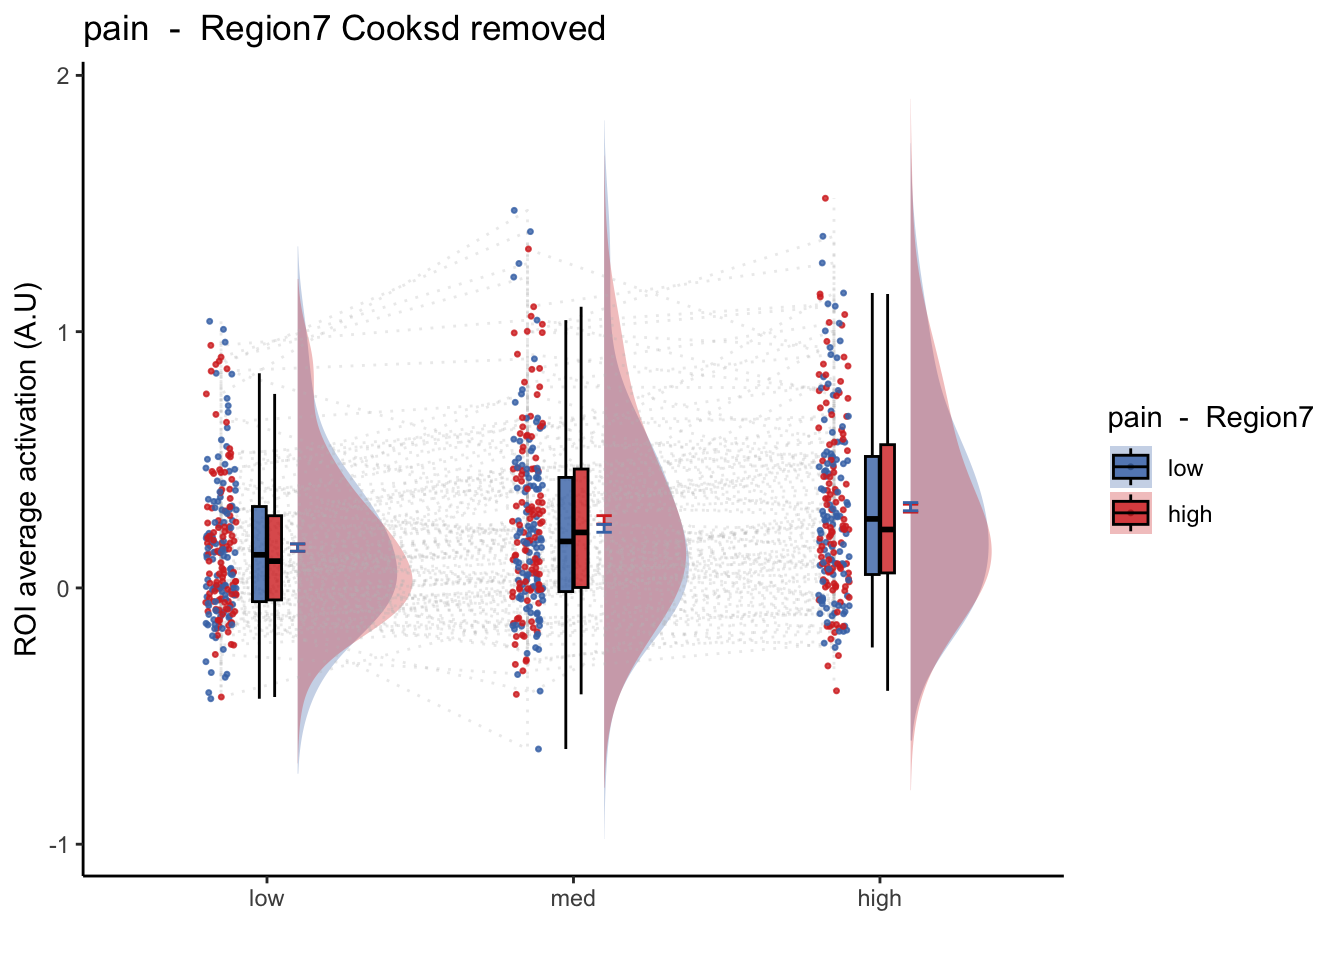 pain  -  Region7 Cooksd removed
ROI average activation (A.U)
2
1
0
-1
low
med
high
pain  -  Region7
low
high